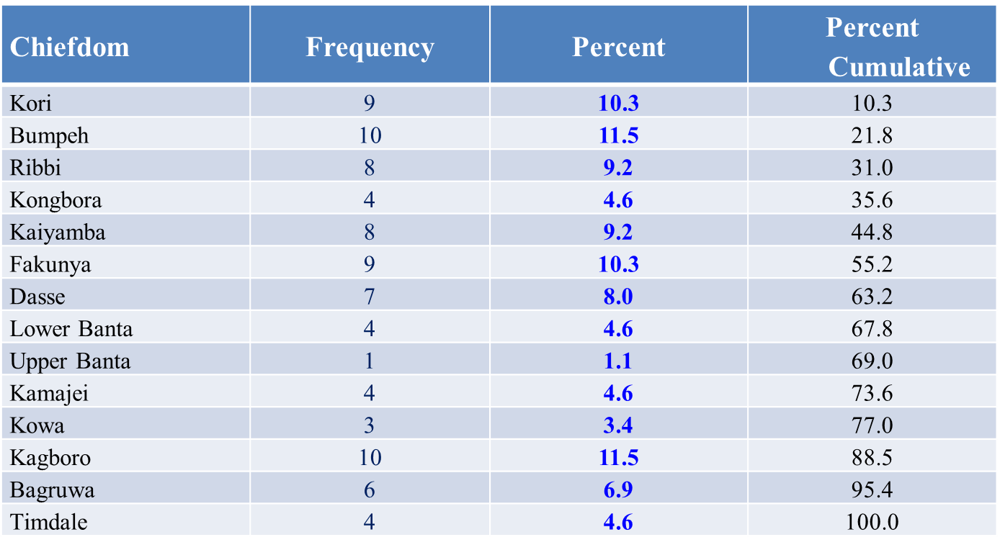 Chiefdom Frequency Percent Percent Cumulative
Kori 9 10.3 10.3
Bumpeh 10 11.5 21.8
Ribbi 8 9.2 31.0
Kongbora 4 4.6 35.6
Kaiyamba 8 9.2 44.8
Fakunya 9 10.3 55.2
Dasse 7 8.0 63.2
Lower Banta 4 4.6 67.8
Upper Banta 1 1.1 69.0
Kamajei 4 4.6 73.6
Kowa 3 3.4 77.0
Kagboro 10 11.5 88.5
Bagruwa 6 6.9 95.4
Timdale 4 4.6 100.0